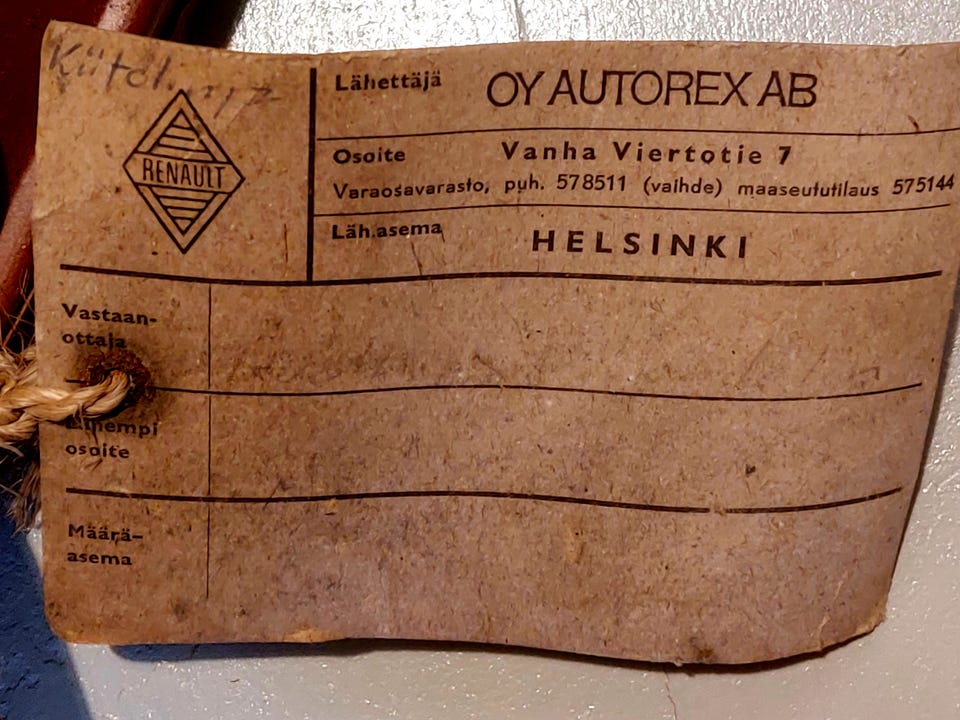 RENAULT
Lähettäjä OY AUTOREX AB
Osoite Vanha Viertotie 7
Varaosavarasto, puh. 578511 (vaihde) maaseututilaus 575144
Läh.asema HELSINKI
Vastaan-
ottaja
Lähempi
osoite
Määrä-
asema